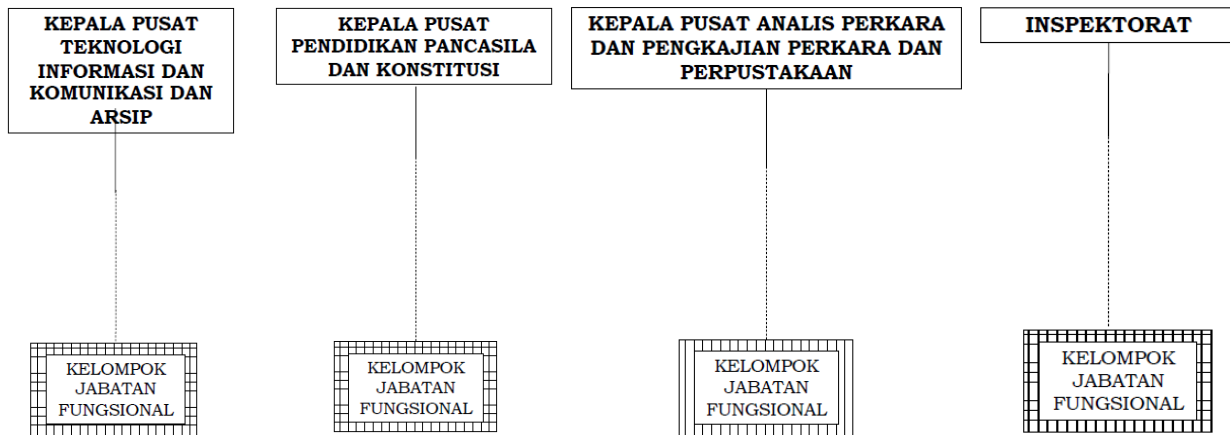 KEPALA PUSAT
TEKNOLOGI
INFORMASI DAN
KOMUNIKASI DAN
ARSIP
KEPALA PUSAT
PENDIDIKAN PANCASILA
DAN KONSTITUSI
KEPALA PUSAT ANALIS PERKARA
DAN PENGKAJIAN PERKARA DAN
PERPUSTAKAAN
INSPEKTORAT
KELOMPOK
JABATAN
FUNGSIONAL
KELOMPOK
JABATAN
FUNGSIONAL
KELOMPOK
JABATAN
FUNGSIONAL
KELOMPOK
JABATAN
FUNGSIONAL